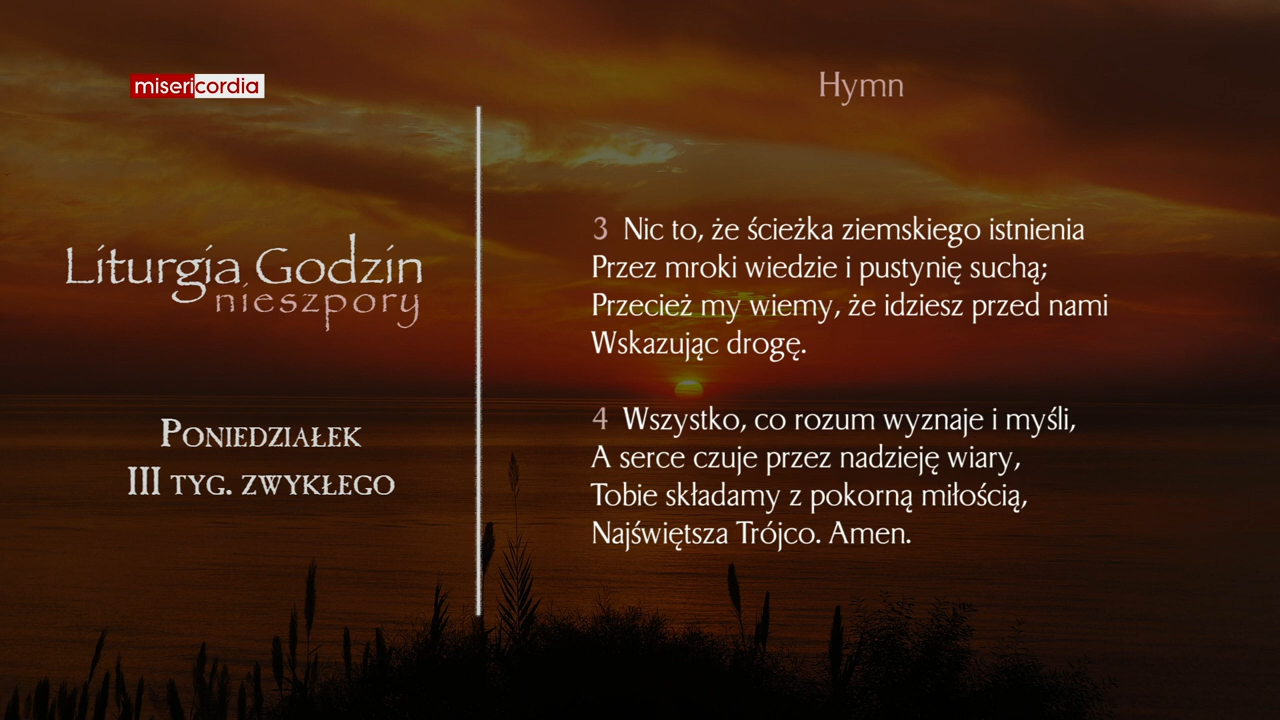 misericordia
Liturgia Godzin
nieszpory
Poniedziałek
III tyg. zwykłego
Hymn
3 Nic to, że ścieżka ziemskiego istnienia
Przez mroki wiedzie i pustynię suchą;
Przecież my wiemy, że idziesz przed nami
Wskazując drogę.
4 Wszystko, co rozum wyznaje i myśli,
A serce czuje przez nadzieję wiary,
Tobie składamy z pokorną miłością,
Najświętsza Trójco. Amen.